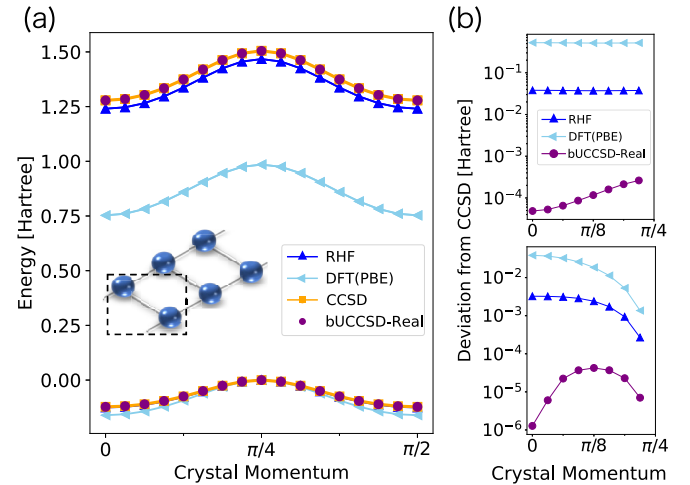 (a)
Energy [Hartree]
1.50
1.25
1.00
0.75
0.50
0.25
0.00
RHF
DFT(PBE)
CCSD
bUCCSD-Real
0
π/4
π/2
Crystal Momentum
(b)
Deviation from CCSD [Hartree]
10⁻¹
10⁻²
10⁻³
10⁻⁴
RHF
DFT(PBE)
bUCCSD-Real
0
π/8
π/4
10⁻²
10⁻³
10⁻⁴
10⁻⁵
10⁻⁶
0
π/8
π/4
Crystal Momentum